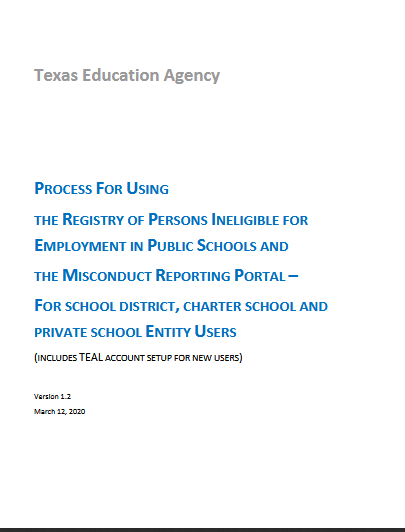 Texas Education Agency
PROCESS FOR USING
THE REGISTRY OF PERSONS INELIGIBLE FOR
EMPLOYMENT IN PUBLIC SCHOOLS AND
THE MISCONDUCT REPORTING PORTAL –
FOR SCHOOL DISTRICT, CHARTER SCHOOL AND
PRIVATE SCHOOL ENTITY USERS
(INCLUDES TEAL ACCOUNT SETUP FOR NEW USERS)
Version 1.2
March 12, 2020